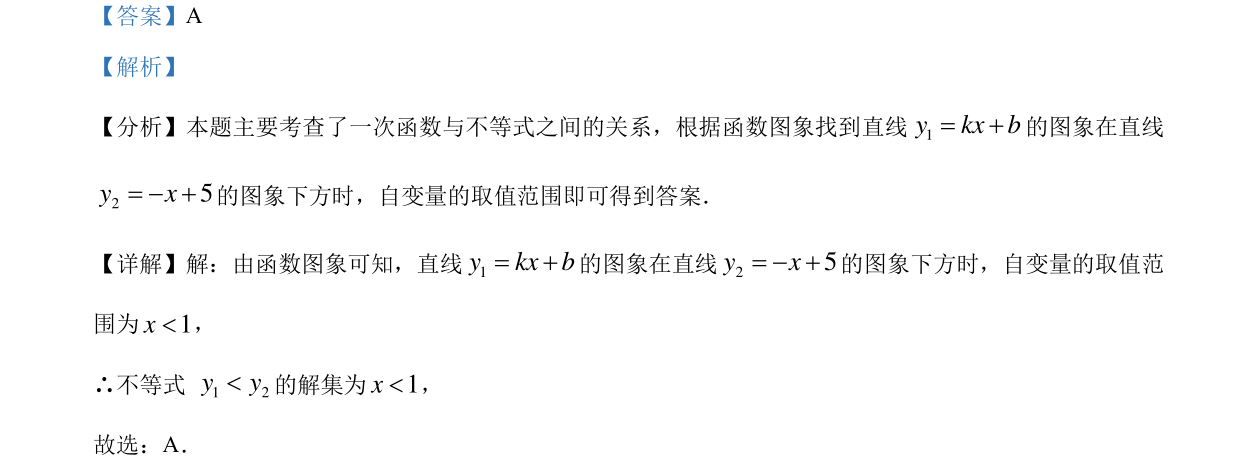 【答案】A
【解析】
【分析】本题主要考查了一次函数与不等式之间的关系，根据函数图象找到直线 y₁ = kx + b 的图象在直线
y₂ = −x + 5 的图象下方时，自变量的取值范围即可得到答案．
【详解】解：由函数图象可知，直线 y₁ = kx + b 的图象在直线 y₂ = −x + 5 的图象下方时，自变量的取值范
围为 x < 1，
∴不等式 y₁ < y₂ 的解集为 x < 1，
故选：A．